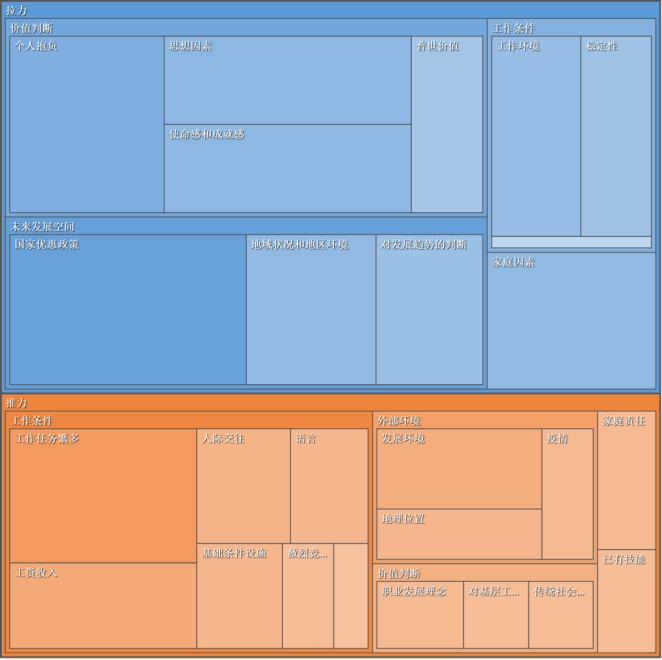 拉力
价值判断
个人抱负
思想因素
普世价值
使命感和成就感
工作条件
工作环境
稳定性
未来发展空间
国家优惠政策
地域状况和地区环境
对发展趋势的判断
家庭因素
推力
工作条件
工作任务繁多
人际交往
语言
工资收入
基础条件设施
激烈竞...
外部环境
发展环境
疫情
地理位置
价值判断
职业发展理念
对基层工...
传统社会...
家庭责任
已有技能